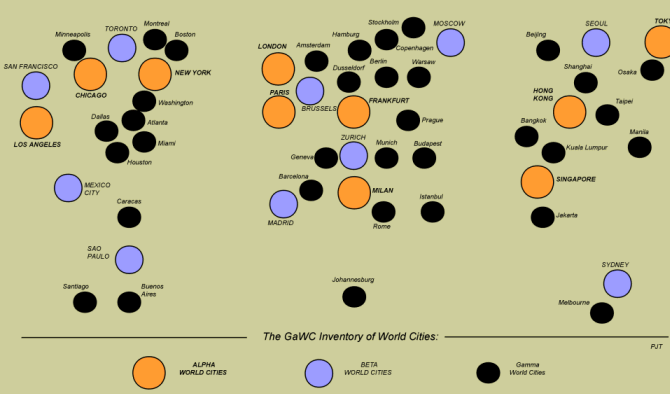 TORONTO
Montreal
Minneapolis
Boston
SAN FRANCISCO
CHICAGO
NEW YORK
Washington
Dallas
Atlanta
LOS ANGELES
Miami
Houston
MEXICO
CITY
Caracas
SAO
PAULO
Santiago
Buenos
Aires
Stockholm
MOSCOW
Hamburg
LONDON
Amsterdam
Copenhagen
Dusseldorf
Berlin
Warsaw
PARIS
BRUSSELS
FRANKFURT
Prague
ZURICH
Geneva
Munich
Budapest
Barcelona
MILAN
Istanbul
MADRID
Rome
Johannesburg
SEOUL
TOKY
Beijing
Shanghai
Osaka
HONG
KONG
Taipei
Bangkok
Manila
Kuala Lumpur
SINGAPORE
Jakarta
SYDNEY
Melbourne
The GaWC Inventory of World Cities:
PJT
ALPHA
WORLD CITIES
BETA
WORLD CITIES
Gamma
World Cities